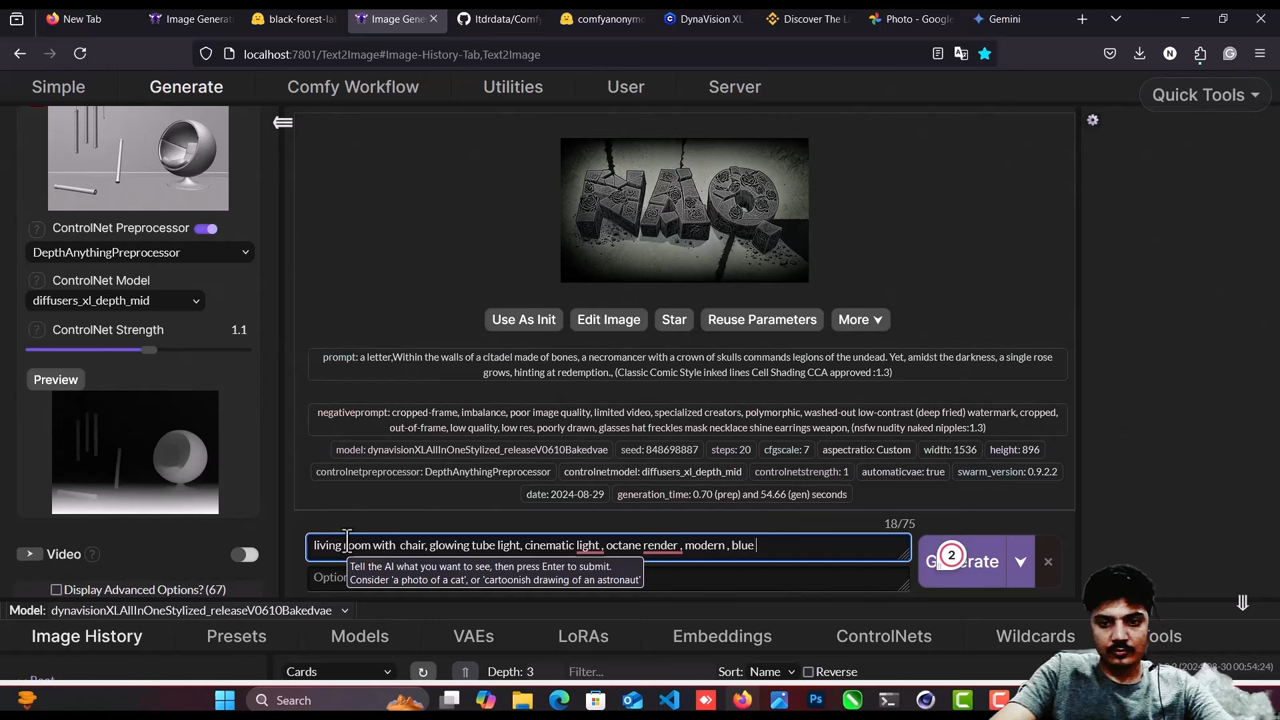 New Tab
Image Generat
black-forest-lal
Image Gene
ltdrdata/Comfy
comfyanonymo
DynaVision XL
Discover The L
Photo - Google
Gemini
localhost:7801/Text2Image#Image-History-Tab,Text2Image
N
Simple
Generate
Comfy Workflow
Utilities
User
Server
Quick Tools
? ControlNet Preprocessor
DepthAnythingPreprocessor
? ControlNet Model
diffusers_xl_depth_mid
? ControlNet Strength 1.1
Preview
? Video
Display Advanced Options? (67)
NAQ
Use As Init
Edit Image
Star
Reuse Parameters
More
prompt: a letter,Within the walls of a citadel made of bones, a necromancer with a crown of skulls commands legions of the undead. Yet, amidst the darkness, a single rose
grows, hinting at redemption., (Classic Comic Style inked lines Cell Shading CCA approved :1.3)
negativeprompt: cropped-frame, imbalance, poor image quality, limited video, specialized creators, polymorphic, washed-out low-contrast (deep fried) watermark, cropped,
out-of-frame, low quality, low res, poorly drawn, glasses hat freckles mask necklace shine earrings weapon, (nsfw nudity naked nipples:1.3)
model: dynavisionXLAllInOneStylized_releaseV0610Bakedvae
seed: 848698887
steps: 20
cfgscale: 7
aspectratio: Custom
width: 1536
height: 896
controlnetpreprocessor: DepthAnythingPreprocessor
controlnetmodel: diffusers_xl_depth_mid
controlnetstrength: 1
automaticvae: true
swarm_version: 0.9.2.2
date: 2024-08-29
generation_time: 0.70 (prep) and 54.66 (gen) seconds
18/75
living room with chair, glowing tube light, cinematic light , octane render , modern , blue
Tell the AI what you want to see, then press Enter to submit.
Consider 'a photo of a cat', or 'cartoonish drawing of an astronaut'
Option
2
Model: dynavisionXLAllInOneStylized_releaseV0610Bakedvae
Image History
Presets
Models
VAEs
LoRAs
Embeddings
ControlNets
Wildcards
Cards
Depth: 3
Filter...
Sort: Name
Reverse
(2024-08-30 00:54:24)
Search